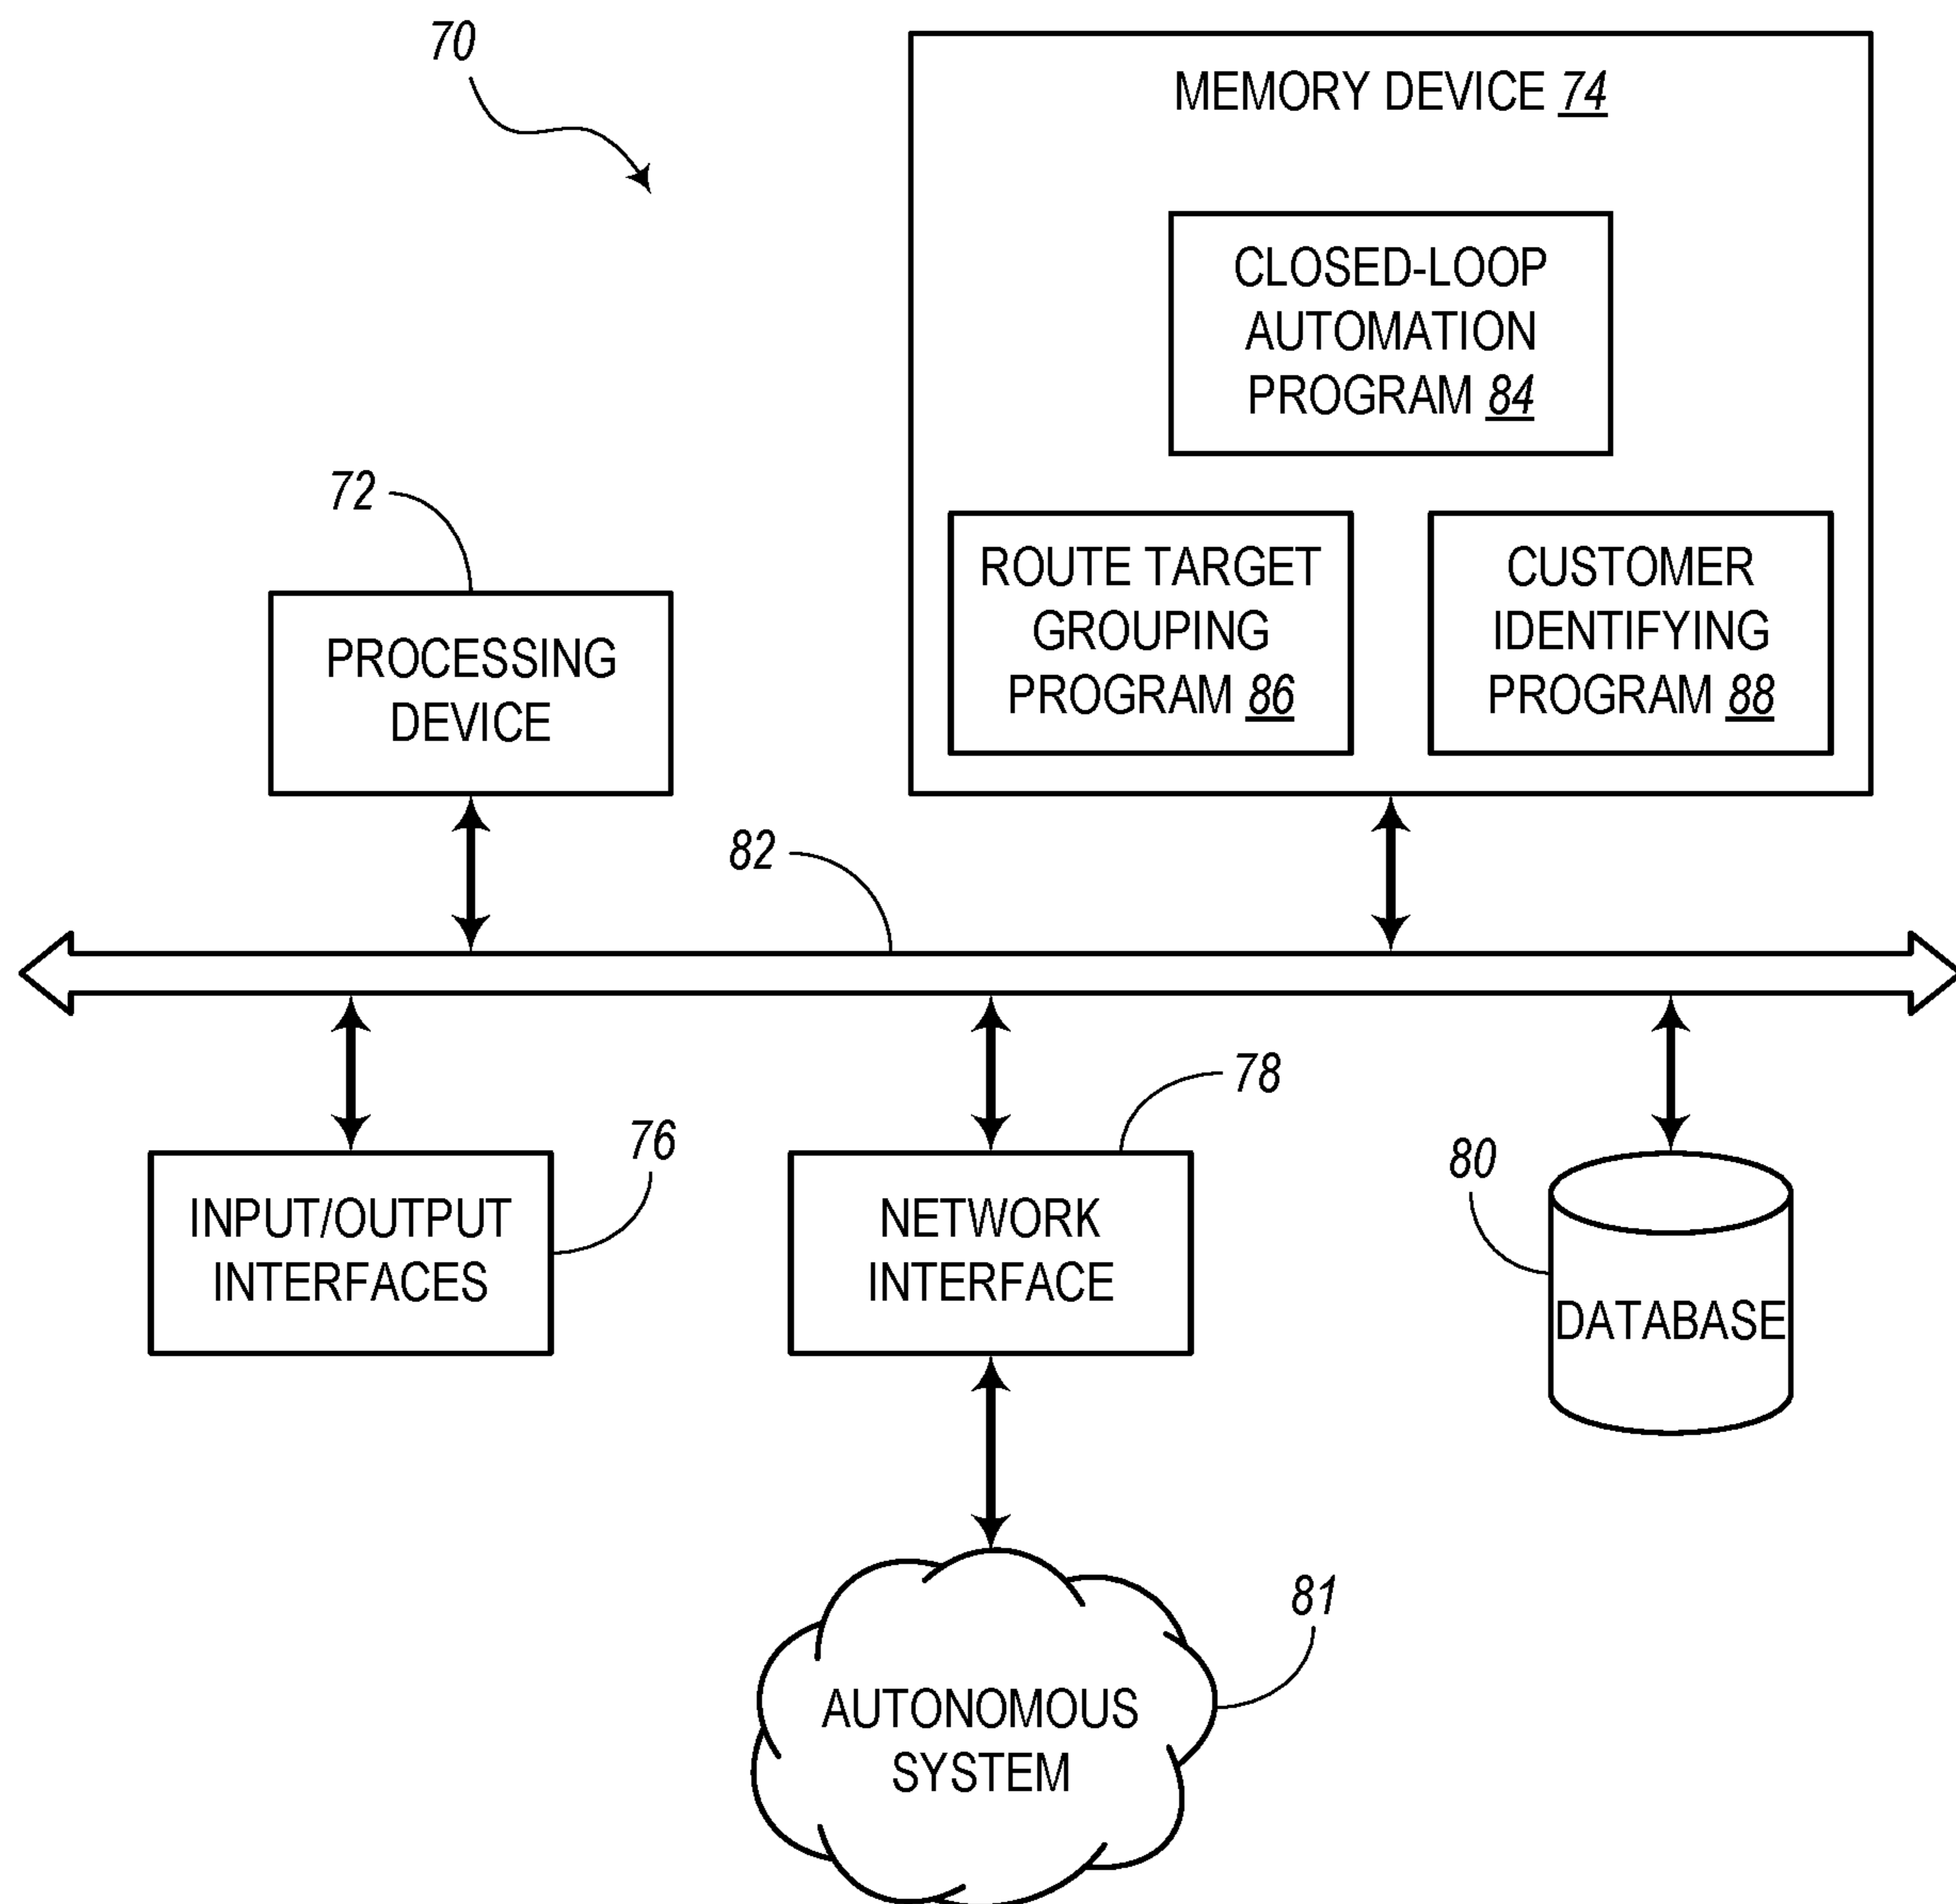 70
MEMORY DEVICE 74
CLOSED-LOOP
AUTOMATION
PROGRAM 84
72
ROUTE TARGET
GROUPING
PROGRAM 86
CUSTOMER
IDENTIFYING
PROGRAM 88
PROCESSING
DEVICE
82
78
76
80
INPUT/OUTPUT
INTERFACES
NETWORK
INTERFACE
DATABASE
81
AUTONOMOUS
SYSTEM